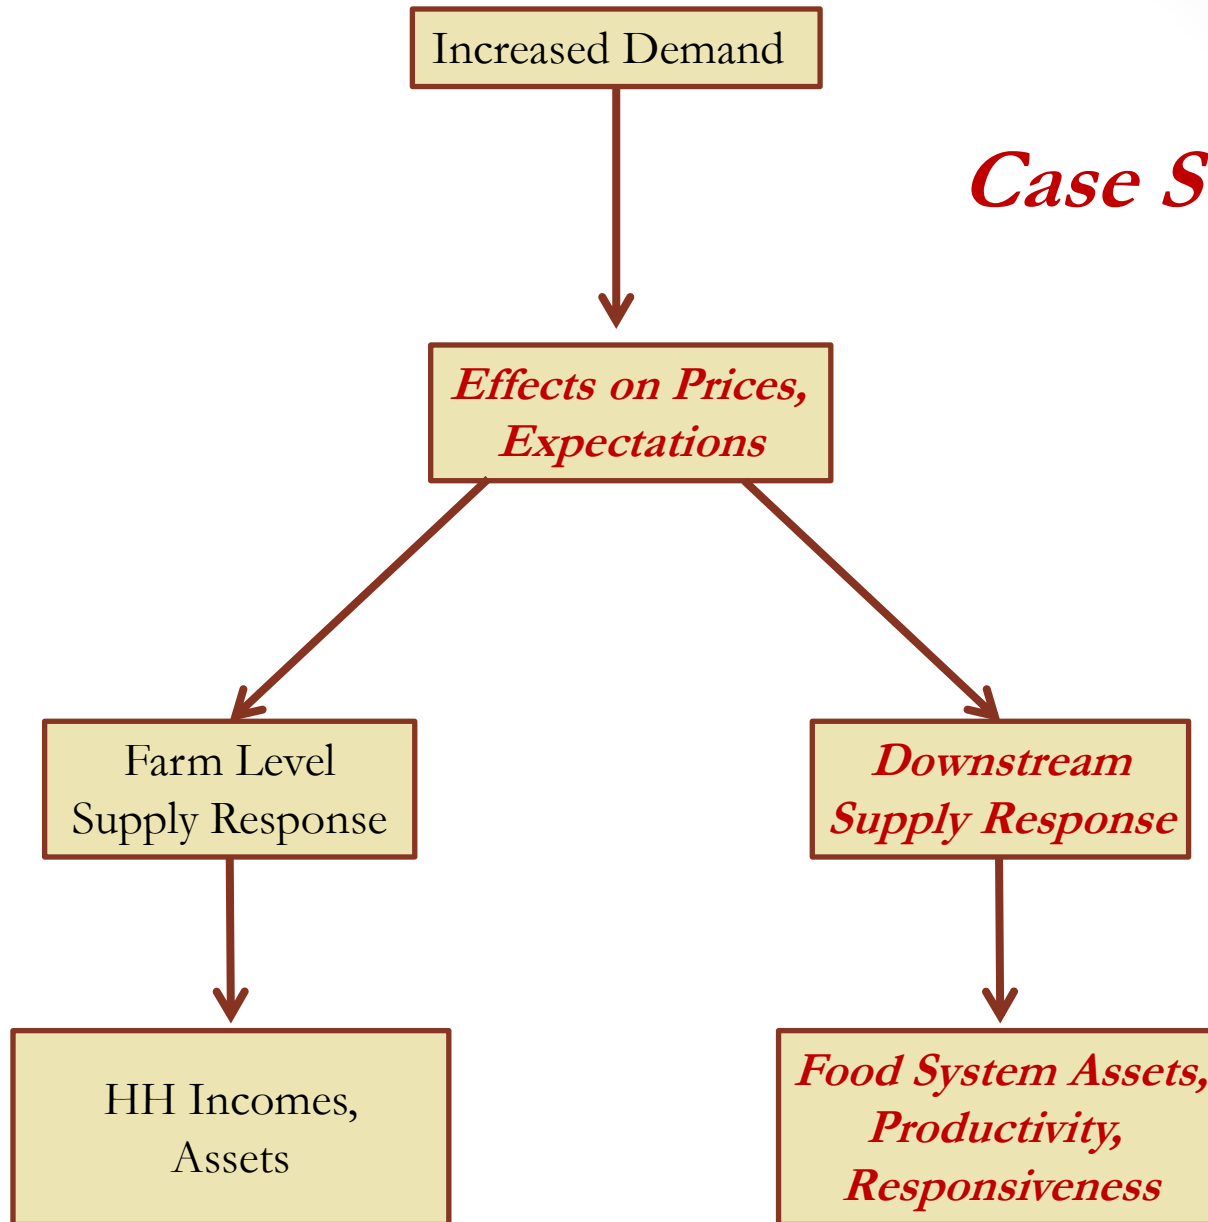 Increased Demand
Case S
Effects on Prices,
Expectations
Farm Level
Supply Response
Downstream
Supply Response
HH Incomes,
Assets
Food System Assets,
Productivity,
Responsiveness